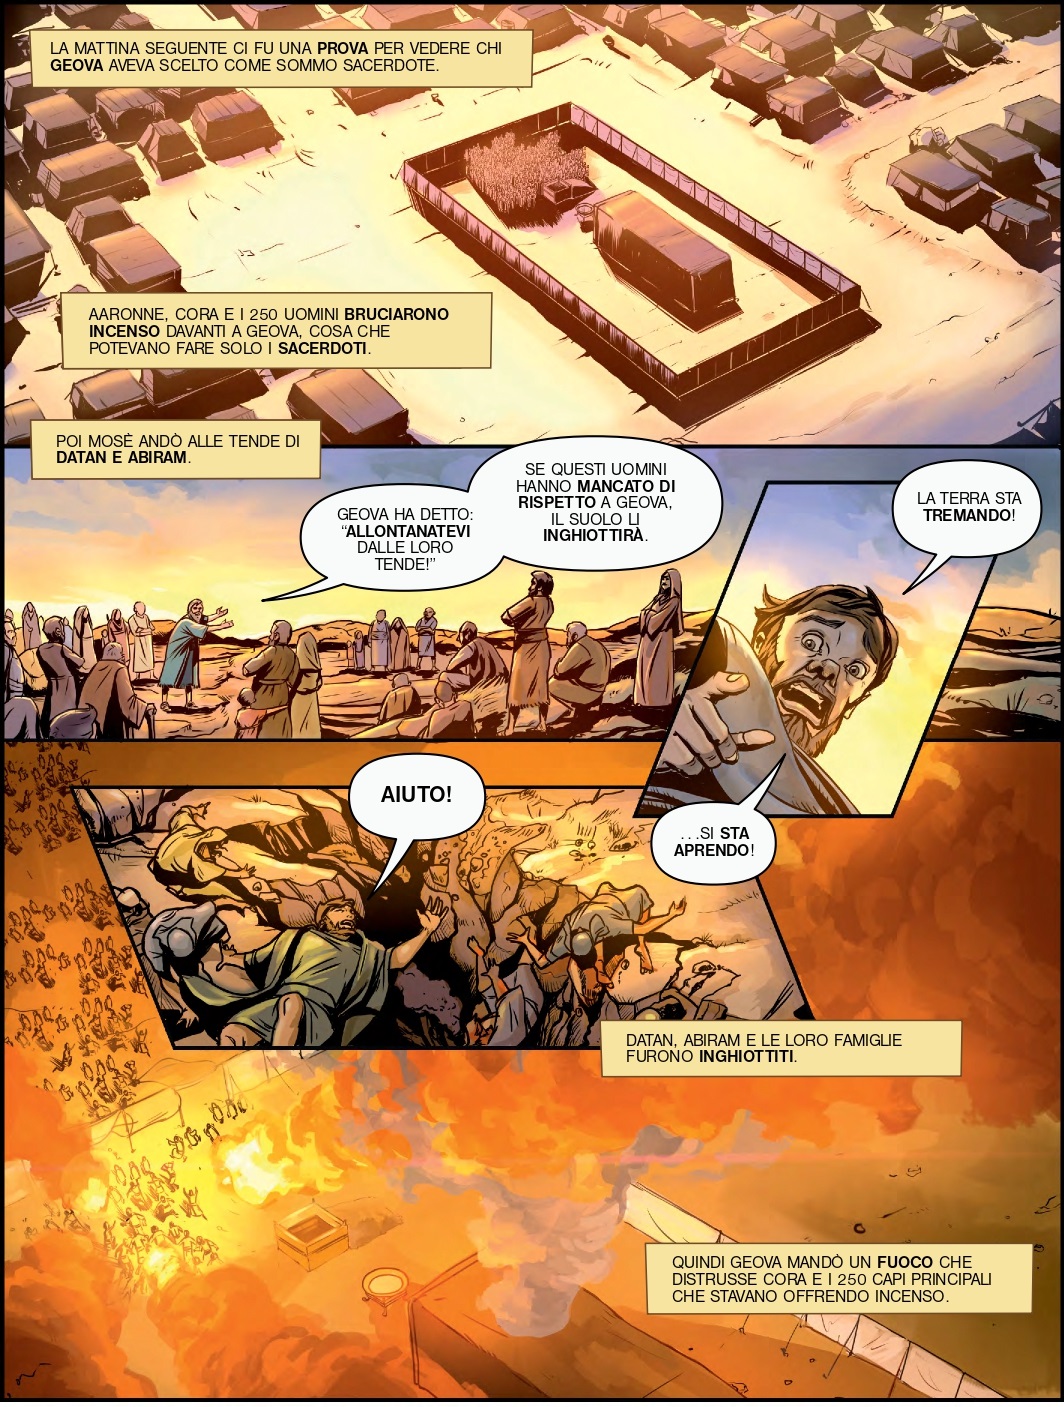 LA MATTINA SEGUENTE CI FU UNA PROVA PER VEDERE CHI
GEOVA AVEVA SCELTO COME SOMMO SACERDOTE.
AARONNE, CORA E I 250 UOMINI BRUCIARONO
INCENSO DAVANTI A GEOVA, COSA CHE
POTEVANO FARE SOLO I SACERDOTI.
POI MOSÈ ANDÒ ALLE TENDE DI
DATAN E ABIRAM.
GEOVA HA DETTO:
“ALLONTANATEVI
DALLE LORO
TENDE!”
SE QUESTI UOMINI
HANNO MANCATO DI
RISPETTO A GEOVA,
IL SUOLO LI
INGHIOTTIRÀ.
LA TERRA STA
TREMANDO!
...SI STA
APRENDO!
AIUTO!
DATAN, ABIRAM E LE LORO FAMIGLIE
FURONO INGHIOTTITI.
QUINDI GEOVA MANDÒ UN FUOCO CHE
DISTRUSSE CORA E I 250 CAPI PRINCIPALI
CHE STAVANO OFFRENDO INCENSO.